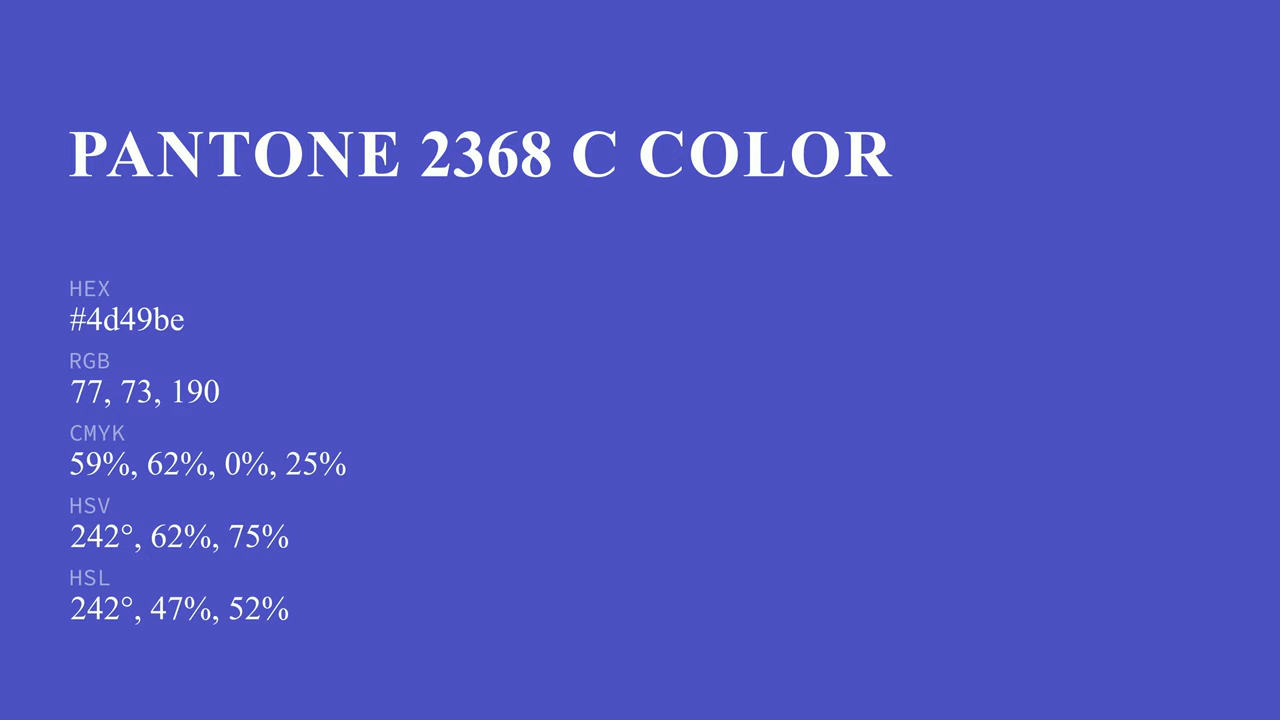 PANTONE 2368 C COLOR
HEX
#4d49be
RGB
77, 73, 190
CMYK
59%, 62%, 0%, 25%
HSV
242°, 62%, 75%
HSL
242°, 47%, 52%